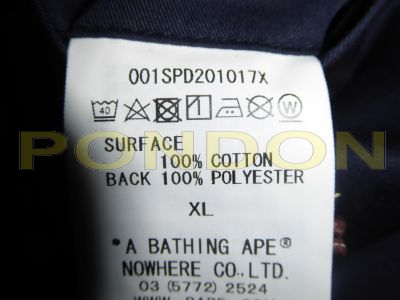 001SPD201017X
40 W
SURFACE
100% COTTON
BACK 100% POLYESTER
PONDON
XL
*A BATHING APE®
NOWHERE CO.,LTD.
03 (5772) 2524